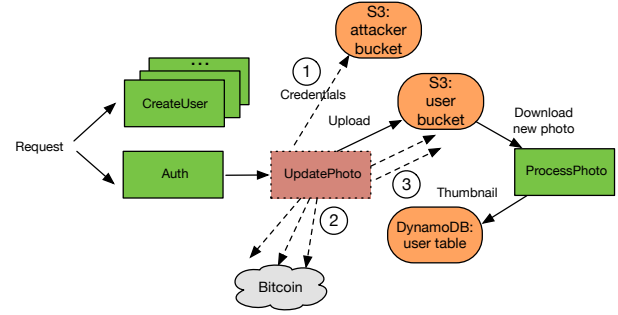 S3:
attacker
bucket
...
1
Credentials
CreateUser
S3:
user
bucket
Upload
Download
new photo
Request
Auth
UpdatePhoto
3
ProcessPhoto
Thumbnail
2
DynamoDB:
user table
Bitcoin